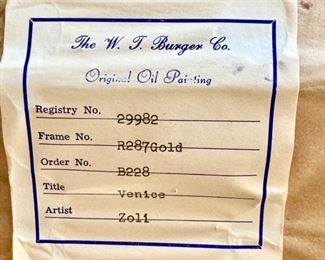 The W. T. Burger Co.
Original Oil Painting
Registry No. 29982
Frame No. R287Gold
Order No. B228
Title Venice
Artist Zoli